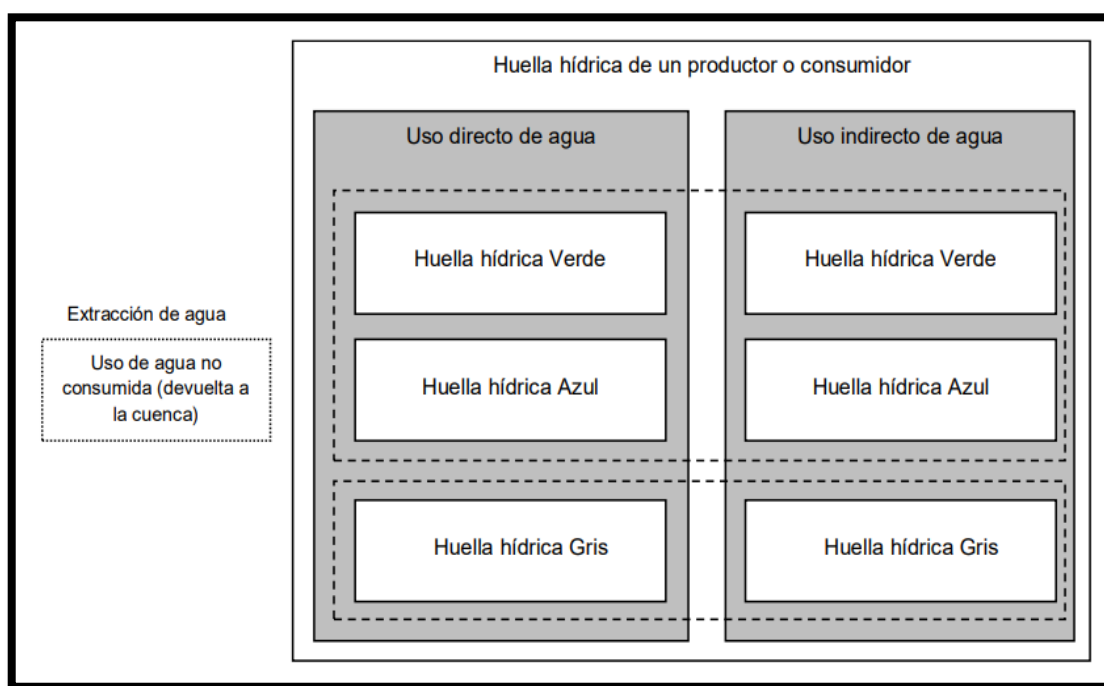 Huella hídrica de un productor o consumidor
Uso directo de agua
Uso indirecto de agua
Huella hídrica Verde
Huella hídrica Verde
Extracción de agua
Uso de agua no
consumida (devuelta a
la cuenca)
Huella hídrica Azul
Huella hídrica Azul
Huella hídrica Gris
Huella hídrica Gris